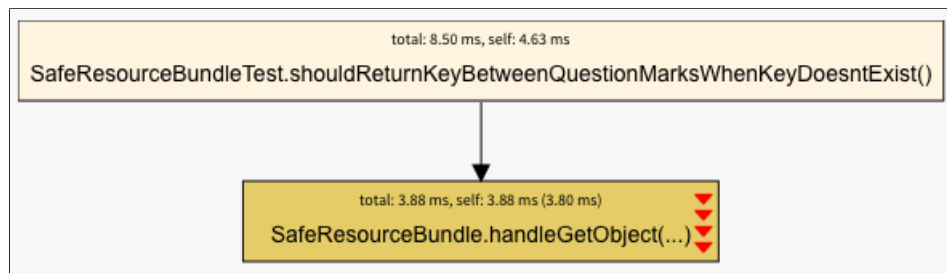 total: 8.50 ms, self: 4.63 ms
SafeResourceBundleTest.shouldReturnKeyBetweenQuestionMarksWhenKeyDoesntExist()
total: 3.88 ms, self: 3.88 ms (3.80 ms)
SafeResourceBundle.handleGetObject(...)